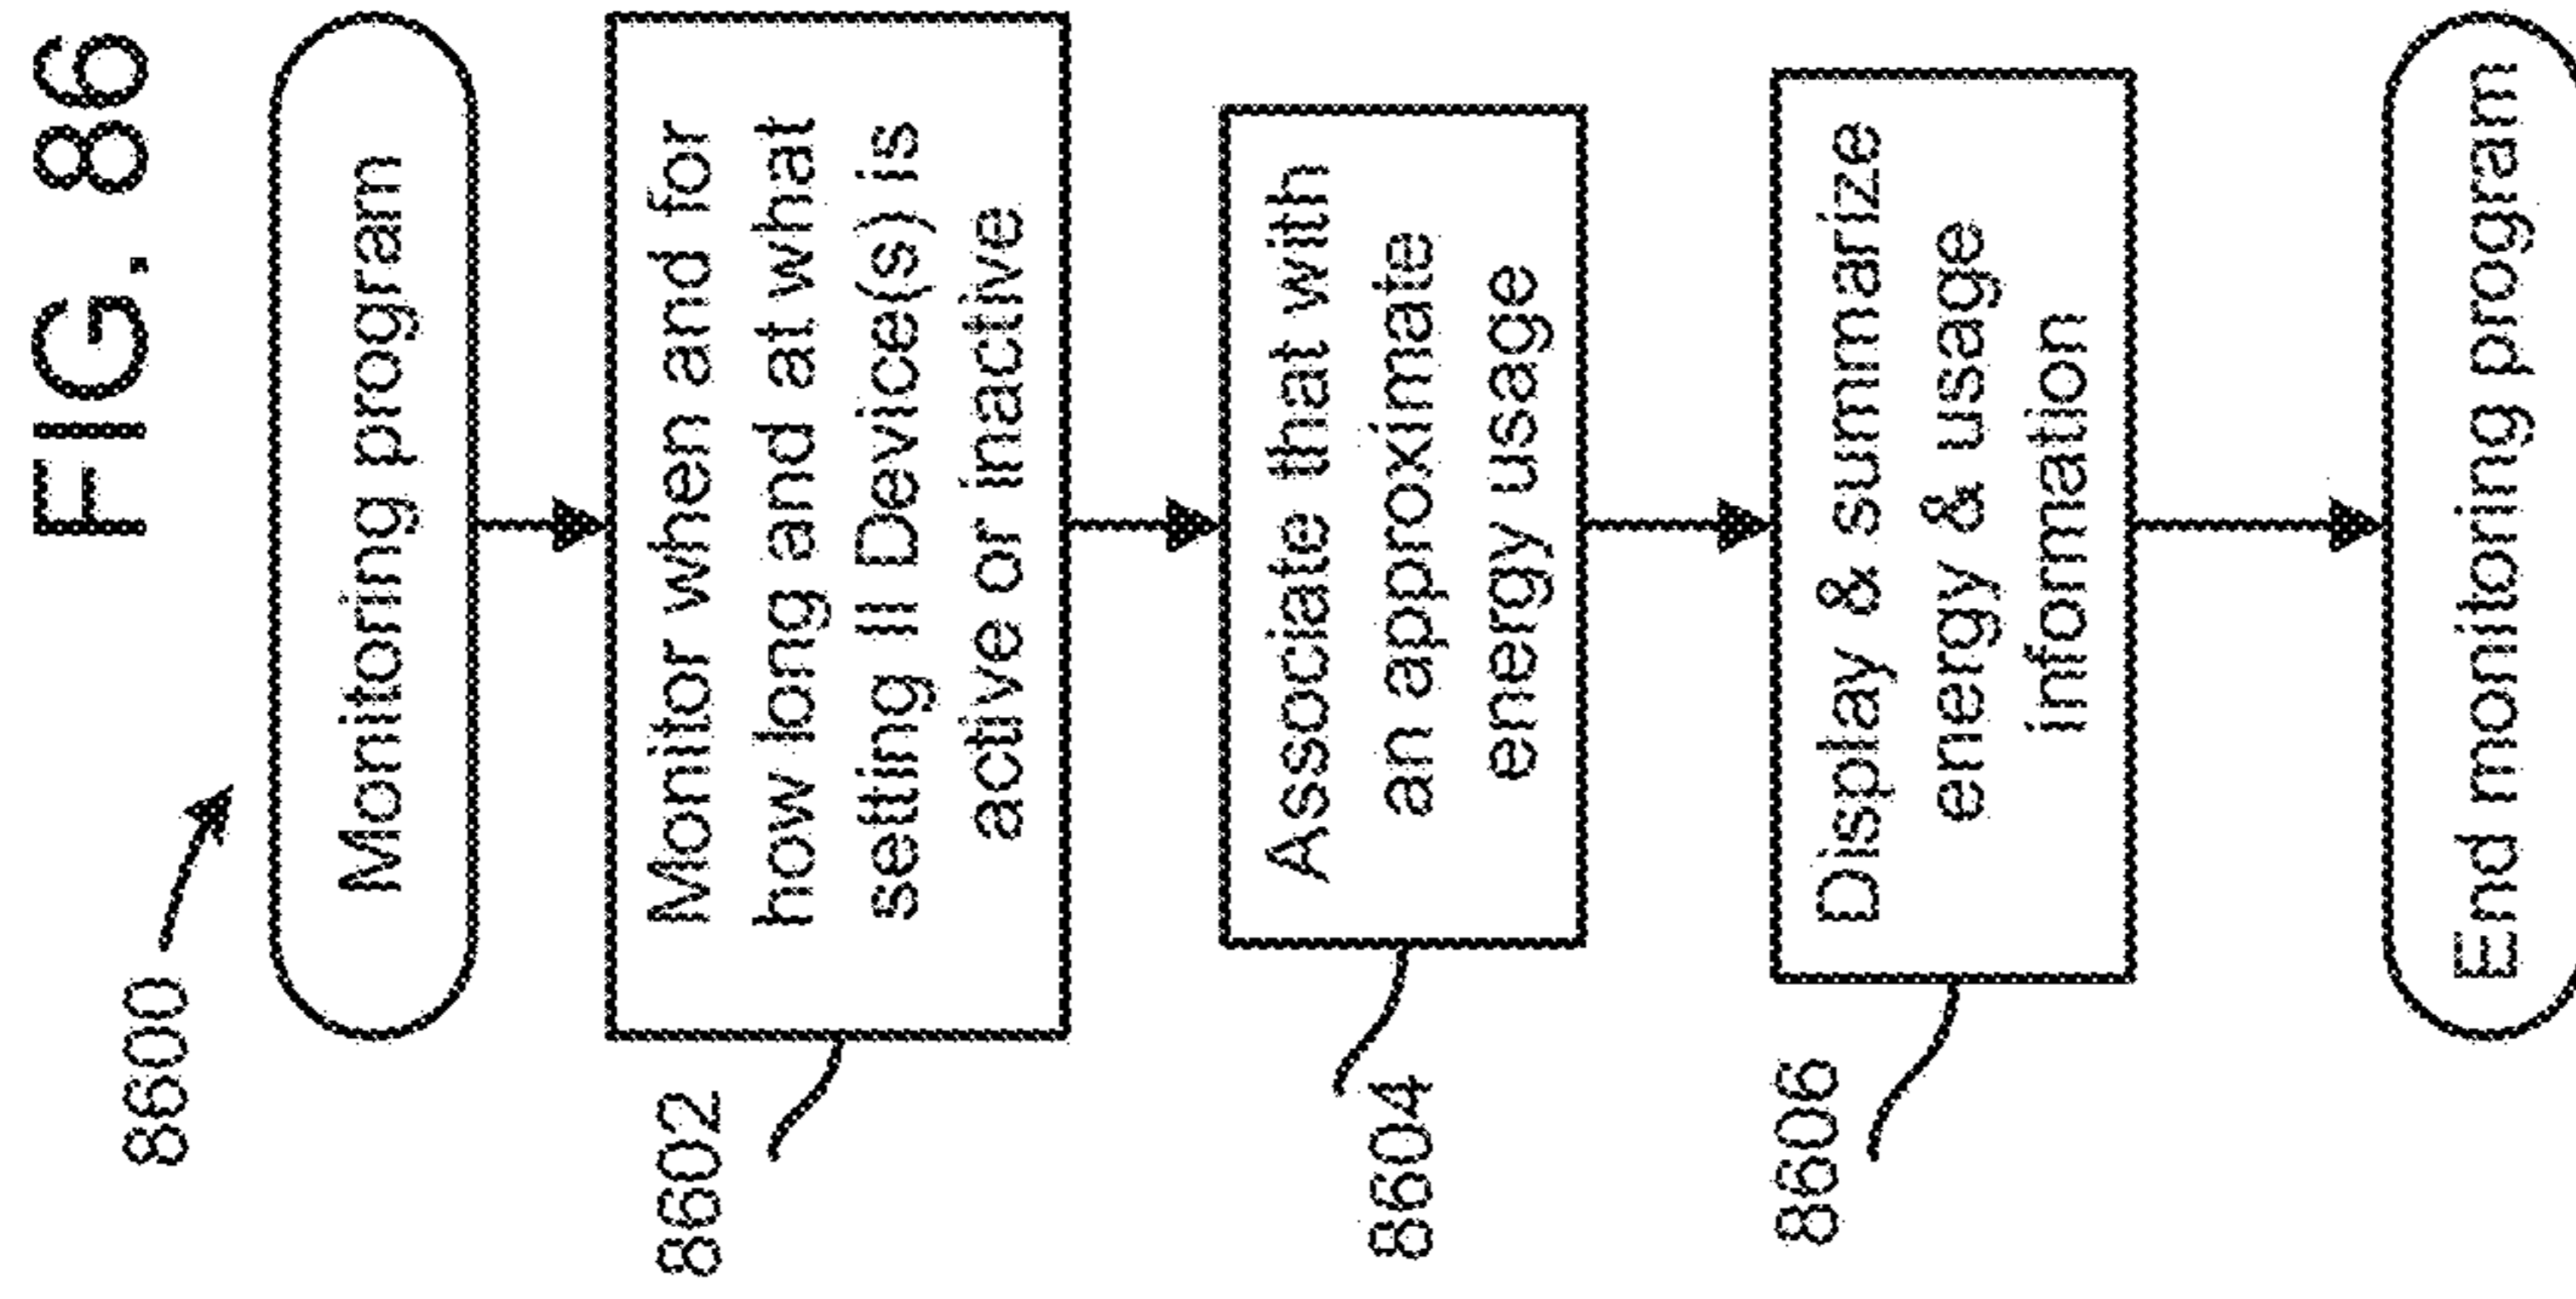 FIG. 86
8600
Monitoring program
8602
Monitor when and for
how long and at what
setting II Device(s) is
active or inactive
8604
Associate that with
an approximate
energy usage
8606
Display & summarize
energy & usage
information
End monitoring program